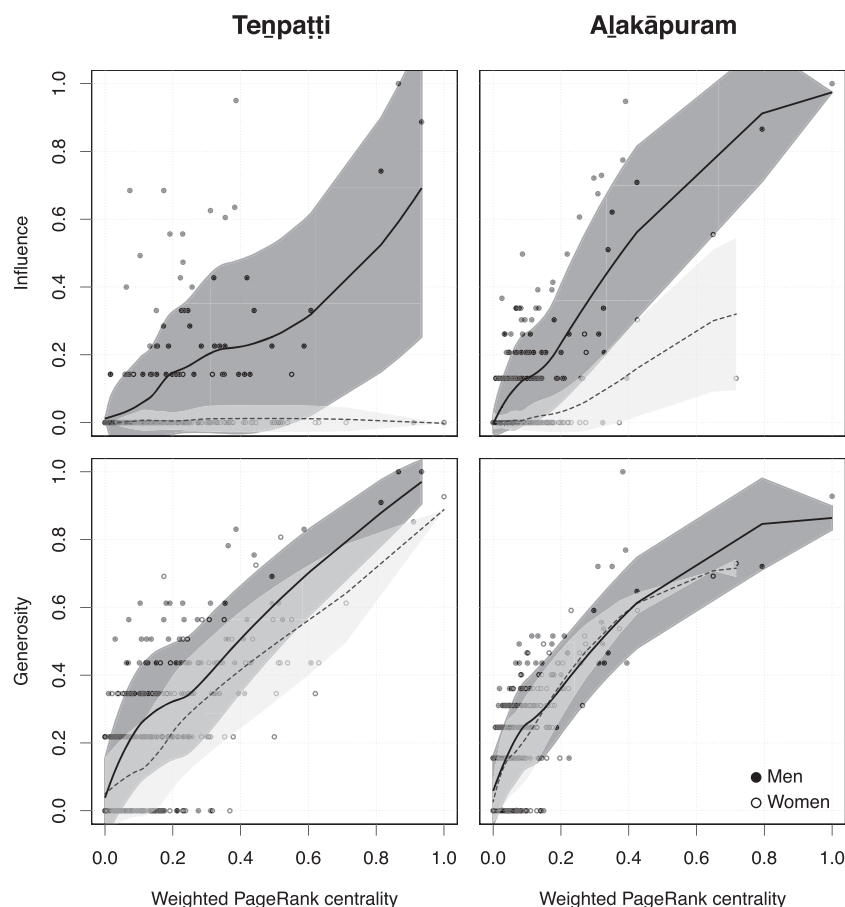 Teṉpaṭṭi
Aḻakāpuram
Influence
1.0
0.8
0.6
0.4
0.2
0.0
Generosity
1.0
0.8
0.6
0.4
0.2
0.0
Men
Women
0.0 0.2 0.4 0.6 0.8 1.0
0.0 0.2 0.4 0.6 0.8 1.0
Weighted PageRank centrality
Weighted PageRank centrality